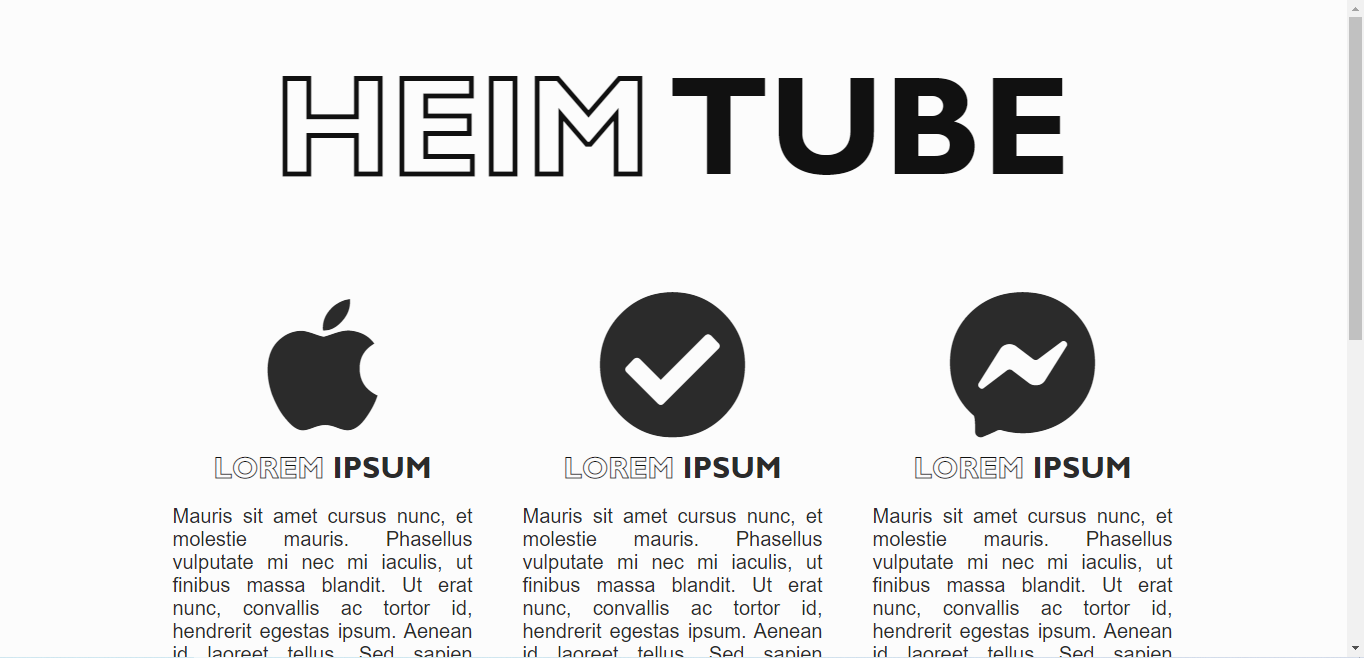 HEIM TUBE
LOREM IPSUM
Mauris sit amet cursus nunc, et
molestie mauris. Phasellus
vulputate mi nec mi iaculis, ut
finibus massa blandit. Ut erat
nunc, convallis ac tortor id,
hendrerit egestas ipsum. Aenean
id laoreet tellus. Sed sapien
LOREM IPSUM
Mauris sit amet cursus nunc, et
molestie mauris. Phasellus
vulputate mi nec mi iaculis, ut
finibus massa blandit. Ut erat
nunc, convallis ac tortor id,
hendrerit egestas ipsum. Aenean
id laoreet tellus. Sed sapien
LOREM IPSUM
Mauris sit amet cursus nunc, et
molestie mauris. Phasellus
vulputate mi nec mi iaculis, ut
finibus massa blandit. Ut erat
nunc, convallis ac tortor id,
hendrerit egestas ipsum. Aenean
id laoreet tellus. Sed sapien